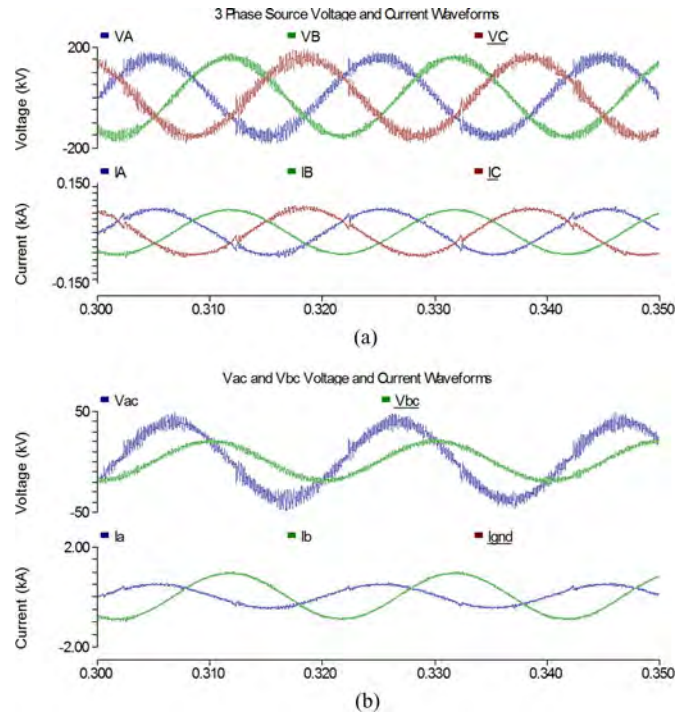 3 Phase Source Voltage and Current Waveforms
VA VB VC
200
Voltage (kV)
-200
IA IB IC
0.150
Current (kA)
-0.150
0.300 0.310 0.320 0.330 0.340 0.350
(a)
Vac and Vbc Voltage and Current Waveforms
Vac Vbc
50
Voltage (kV)
-50
Ia Ib Ignd
2.00
Current (kA)
-2.00
0.300 0.310 0.320 0.330 0.340 0.350
(b)